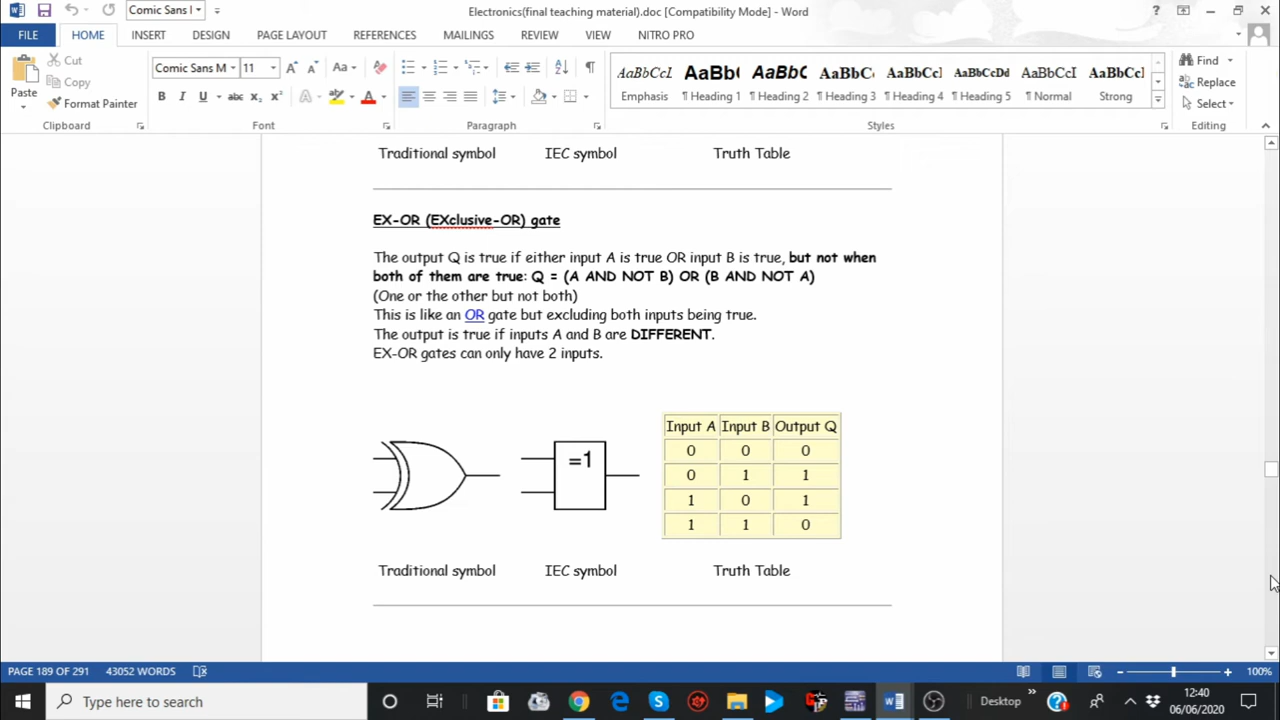 Comic Sans I
Electronics(final teaching material).doc [Compatibility Mode] - Word
FILE HOME INSERT DESIGN PAGE LAYOUT REFERENCES MAILINGS REVIEW VIEW NITRO PRO
Paste
Cut
Copy
Format Painter
Clipboard
Comic Sans M 11 Aa
B I U abc x₂ x² A A
Font
Paragraph
AaBbCcL AaBb( AaBbC AaBbCc AaBbCcI AaBbCcDd AaBbCcI AaBbCcI
Emphasis ¶ Heading 1 ¶ Heading 2 ¶ Heading 3 ¶ Heading 4 ¶ Heading 5 ¶ Normal Strong
Styles
Find
Replace
Select
Editing
Traditional symbol IEC symbol Truth Table
EX-OR (EXclusive-OR) gate
The output Q is true if either input A is true OR input B is true, but not when
both of them are true: Q = (A AND NOT B) OR (B AND NOT A)
(One or the other but not both)
This is like an OR gate but excluding both inputs being true.
The output is true if inputs A and B are DIFFERENT.
EX-OR gates can only have 2 inputs.
=1
Input A Input B Output Q
0 0 0
0 1 1
1 0 1
1 1 0
Traditional symbol IEC symbol Truth Table
PAGE 189 OF 291 43052 WORDS
100%
Type here to search
Desktop
12:40
06/06/2020